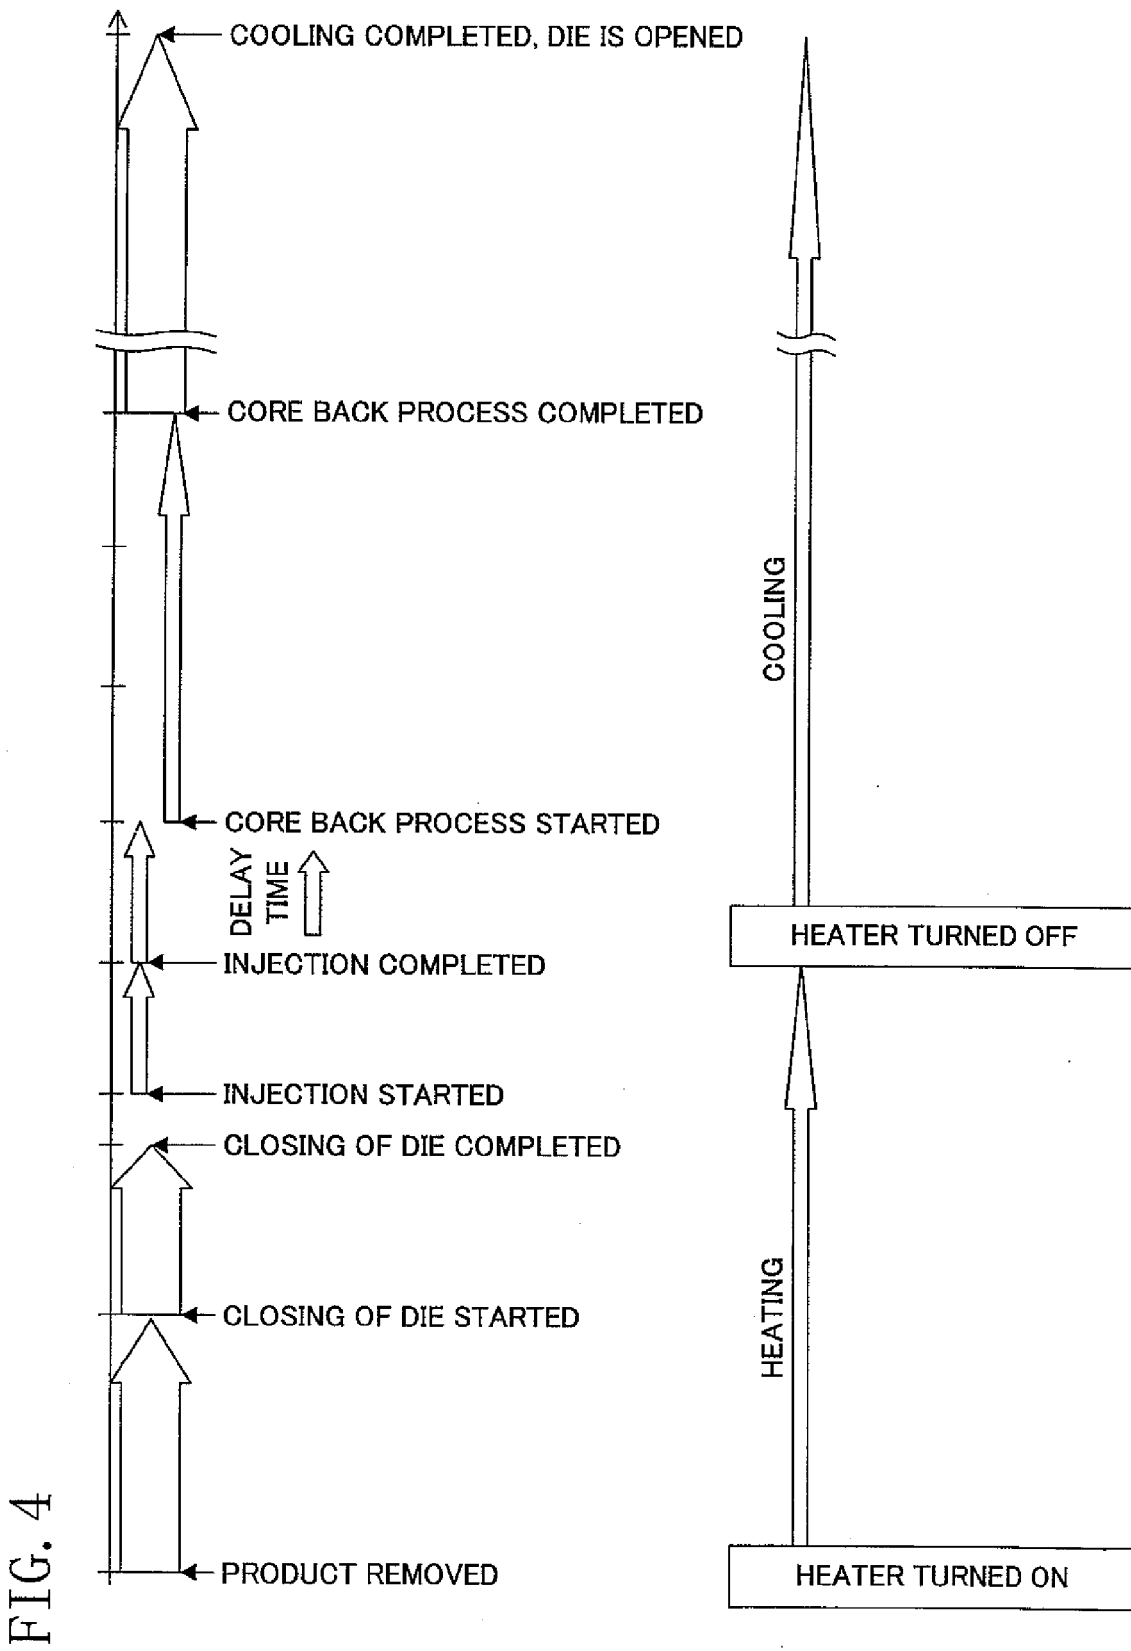 COOLING COMPLETED, DIE IS OPENED
CORE BACK PROCESS COMPLETED
COOLING
CORE BACK PROCESS STARTED
DELAY
TIME
HEATER TURNED OFF
INJECTION COMPLETED
INJECTION STARTED
CLOSING OF DIE COMPLETED
HEATING
CLOSING OF DIE STARTED
PRODUCT REMOVED
HEATER TURNED ON
FIG. 4